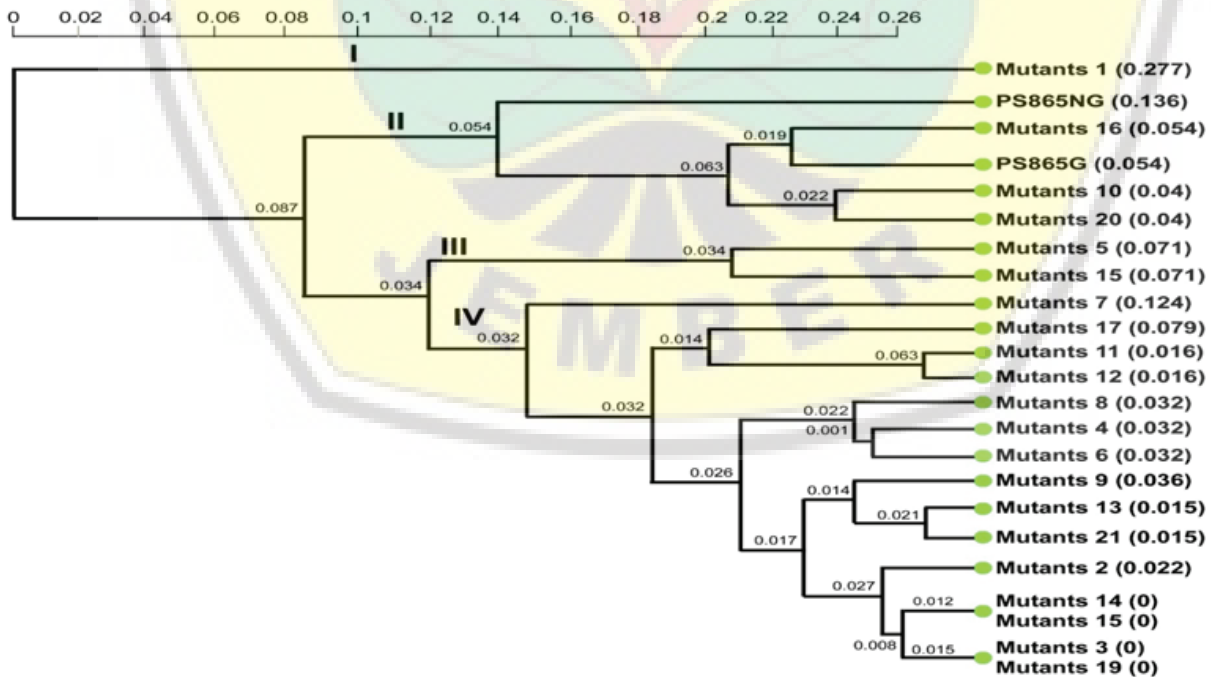 0 0.02 0.04 0.06 0.08 0.1 0.12 0.14 0.16 0.18 0.2 0.22 0.24 0.26
I
Mutants 1 (0.277)
PS865NG (0.136)
II
0.054
Mutants 16 (0.054)
0.019
PS865G (0.054)
0.063
Mutants 10 (0.04)
0.022
0.087
Mutants 20 (0.04)
III
0.034
Mutants 5 (0.071)
Mutants 15 (0.071)
0.034
Mutants 7 (0.124)
IV
Mutants 17 (0.079)
0.032
0.014
Mutants 11 (0.016)
0.063
Mutants 12 (0.016)
Mutants 8 (0.032)
0.032
0.022
Mutants 4 (0.032)
0.001
Mutants 6 (0.032)
0.026
Mutants 9 (0.036)
0.014
Mutants 13 (0.015)
0.021
Mutants 21 (0.015)
0.017
Mutants 2 (0.022)
0.027
0.012
Mutants 14 (0)
Mutants 15 (0)
0.008
0.015
Mutants 3 (0)
Mutants 19 (0)
JEMBER